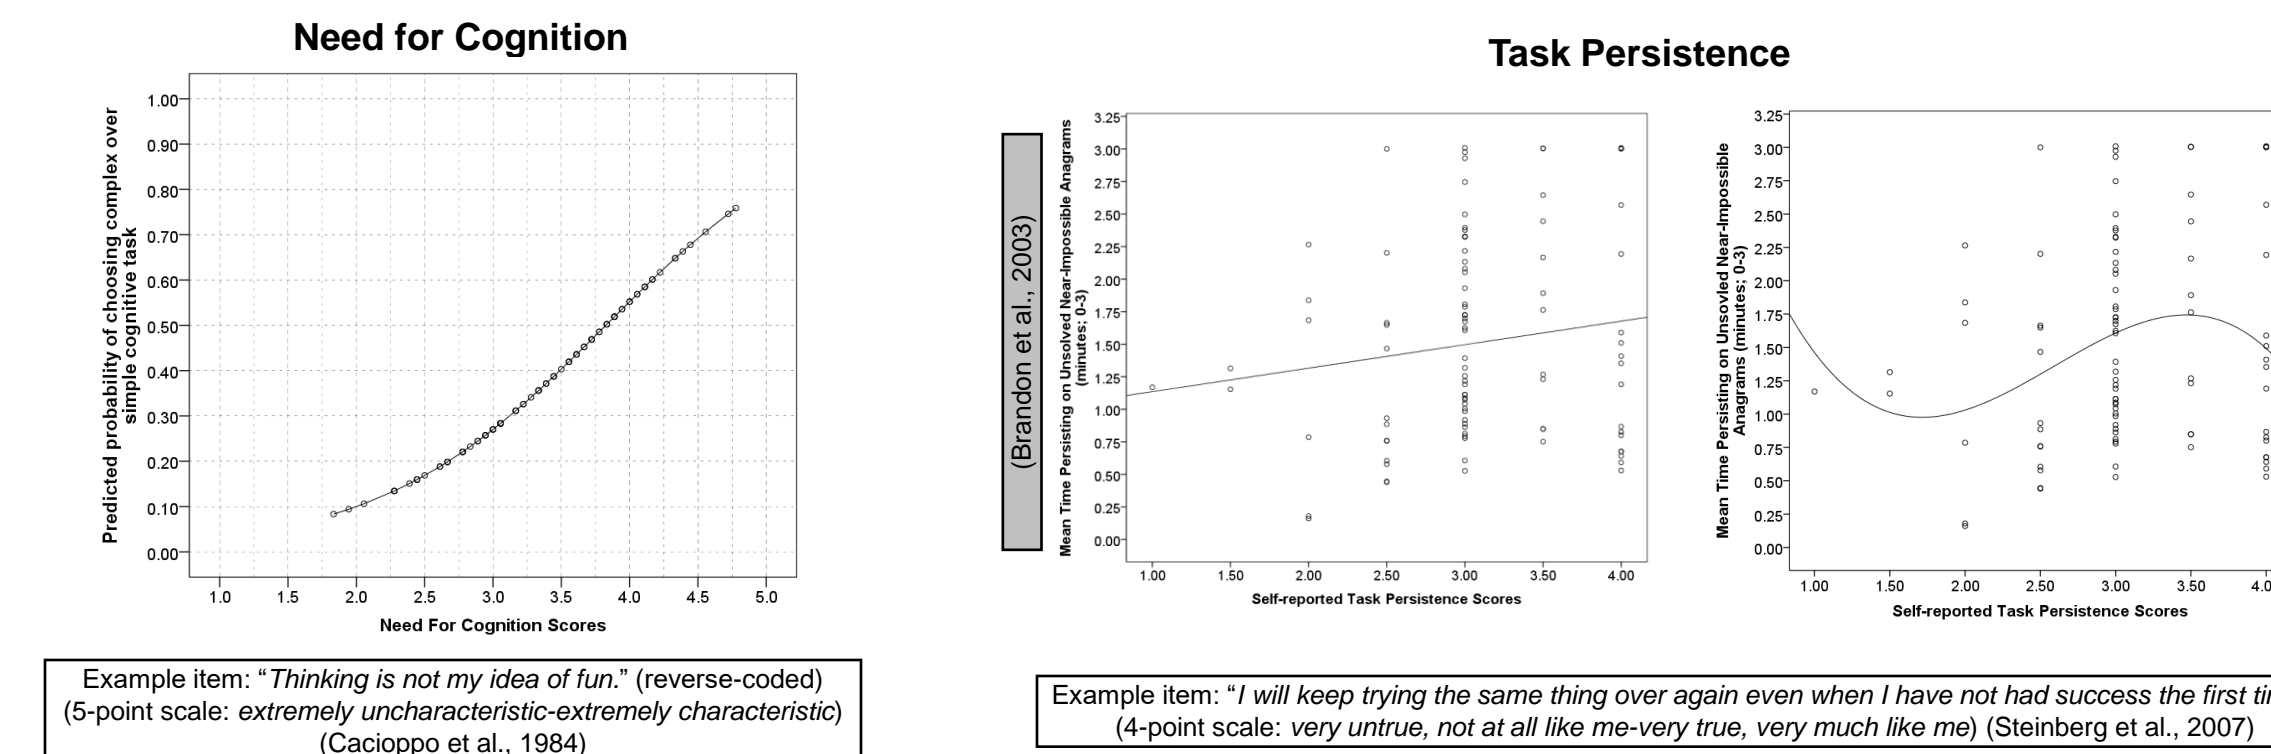 Need for Cognition
Predicted probability of choosing complex over
simple cognitive task
1.00
0.90
0.80
0.70
0.60
0.50
0.40
0.30
0.20
0.10
0.00
1.0 1.5 2.0 2.5 3.0 3.5 4.0 4.5 5.0
Need For Cognition Scores
Example item: “Thinking is not my idea of fun.” (reverse-coded)
(5-point scale: extremely uncharacteristic-extremely characteristic)
(Cacioppo et al., 1984)
Task Persistence
(Brandon et al., 2003)
Mean Time Persisting on Unsolved Near-Impossible Anagrams
(minutes; 0-3)
3.25
3.00
2.75
2.50
2.25
2.00
1.75
1.50
1.25
1.00
0.75
0.50
0.25
0.00
1.00 1.50 2.00 2.50 3.00 3.50 4.00
Self-reported Task Persistence Scores
Mean Time Persisting on Unsovled Near-Impossible
Anagrams (minutes; 0-3)
3.25
3.00
2.75
2.50
2.25
2.00
1.75
1.50
1.25
1.00
0.75
0.50
0.25
0.00
1.00 1.50 2.00 2.50 3.00 3.50 4.0
Self-reported Task Persistence Scores
Example item: “I will keep trying the same thing over again even when I have not had success the first
(4-point scale: very untrue, not at all like me-very true, very much like me) (Steinberg et al., 2007)